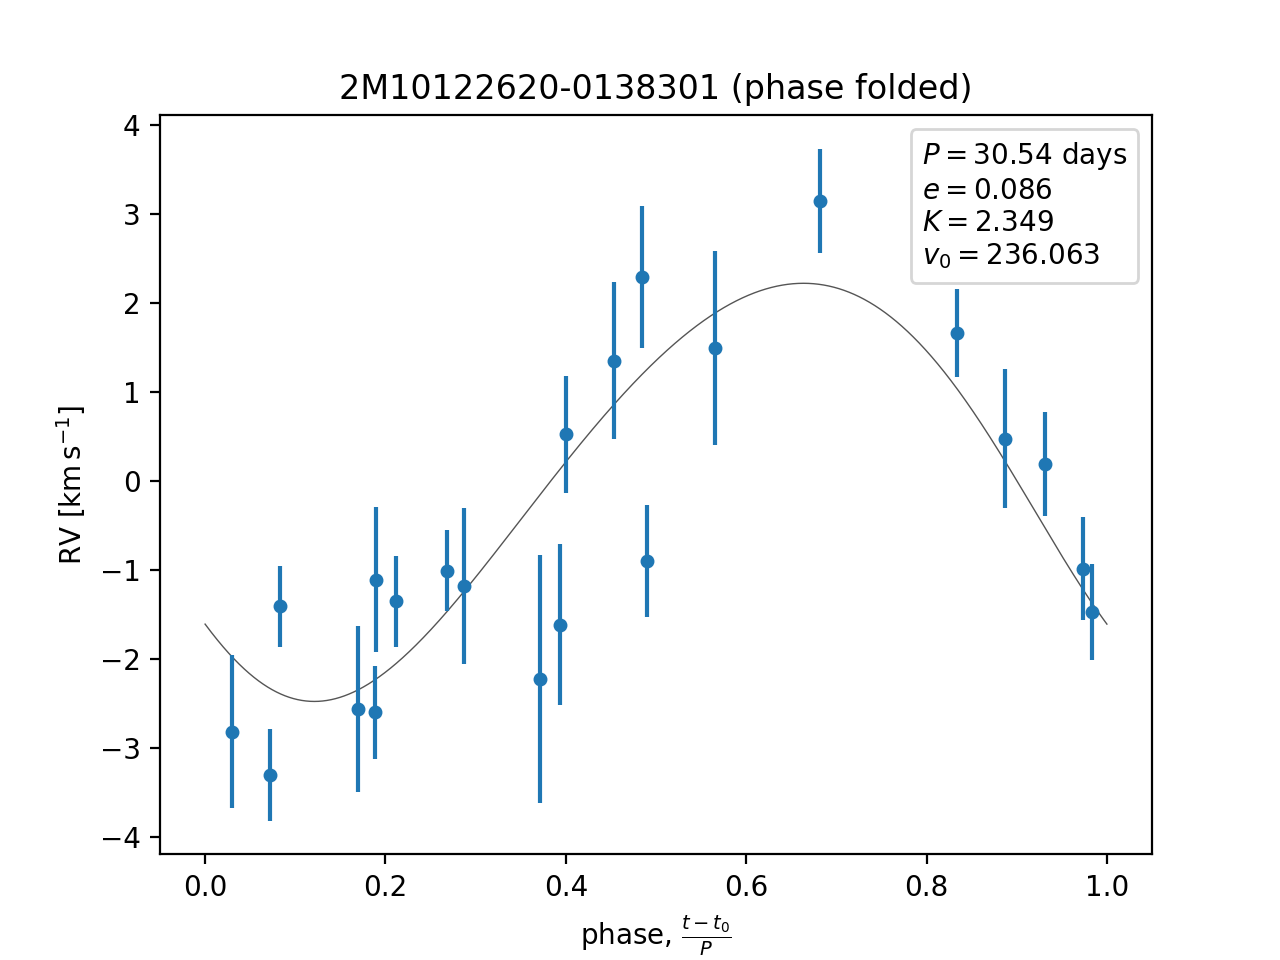 2M10122620-0138301 (phase folded)
P = 30.54 days
e = 0.086
K = 2.349
v₀ = 236.063
4
3
2
1
0
−1
−2
−3
−4
RV [km s⁻¹]
0.0 0.2 0.4 0.6 0.8 1.0
phase, (t − t₀)/P